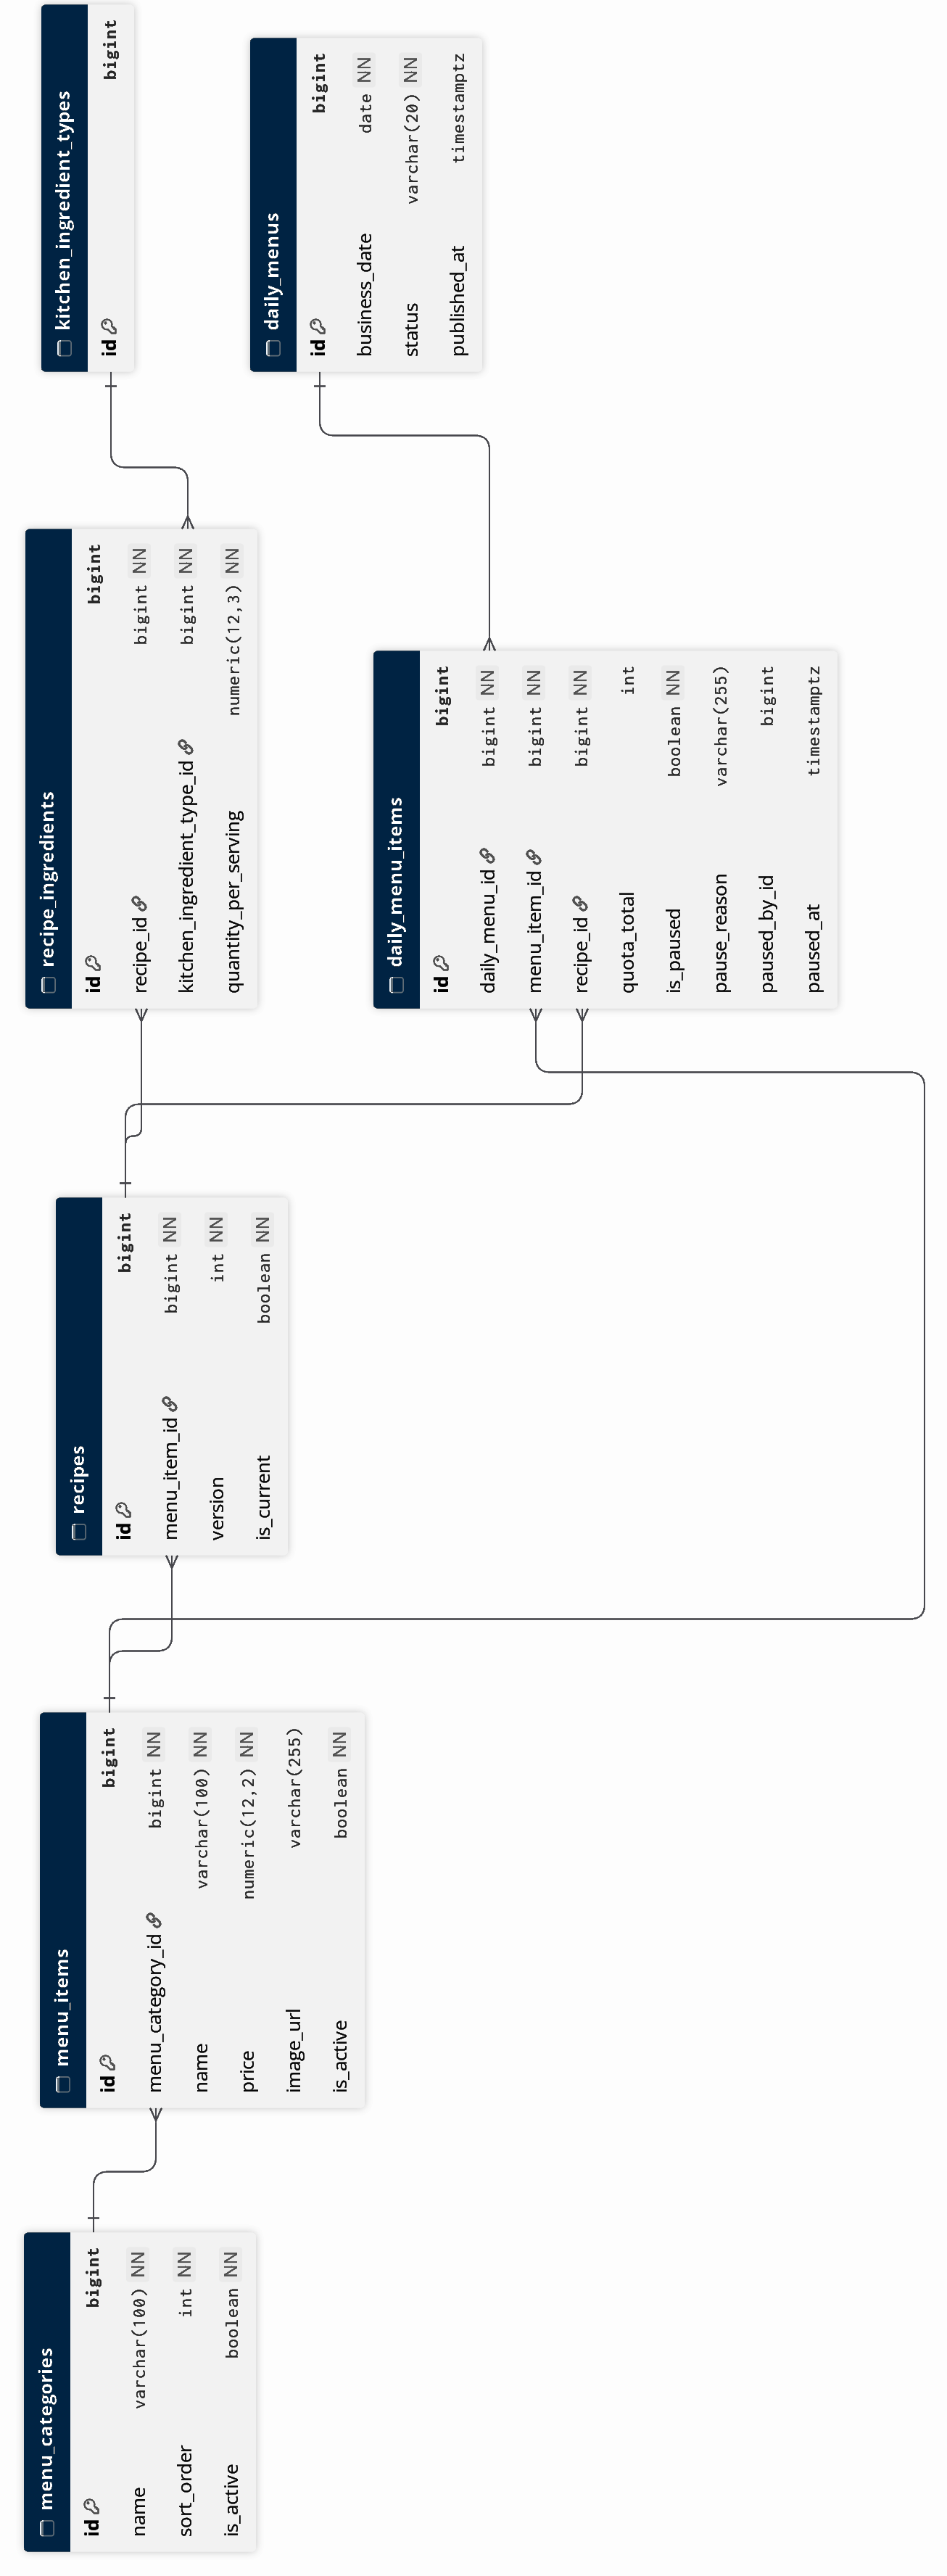 menu_categories
id bigint
name varchar(100) NN
sort_order int NN
is_active boolean NN
menu_items
id bigint
menu_category_id bigint NN
name varchar(100) NN
price numeric(12,2) NN
image_url varchar(255)
is_active boolean NN
recipes
id bigint
menu_item_id bigint NN
version int NN
is_current boolean NN
recipe_ingredients
id bigint
recipe_id bigint NN
kitchen_ingredient_type_id bigint NN
quantity_per_serving numeric(12,3) NN
daily_menu_items
id bigint
daily_menu_id bigint NN
menu_item_id bigint NN
recipe_id bigint NN
quota_total int
is_paused boolean NN
pause_reason varchar(255)
paused_by_id bigint
paused_at timestamptz
kitchen_ingredient_types
id bigint
daily_menus
id bigint
business_date date NN
status varchar(20) NN
published_at timestamptz